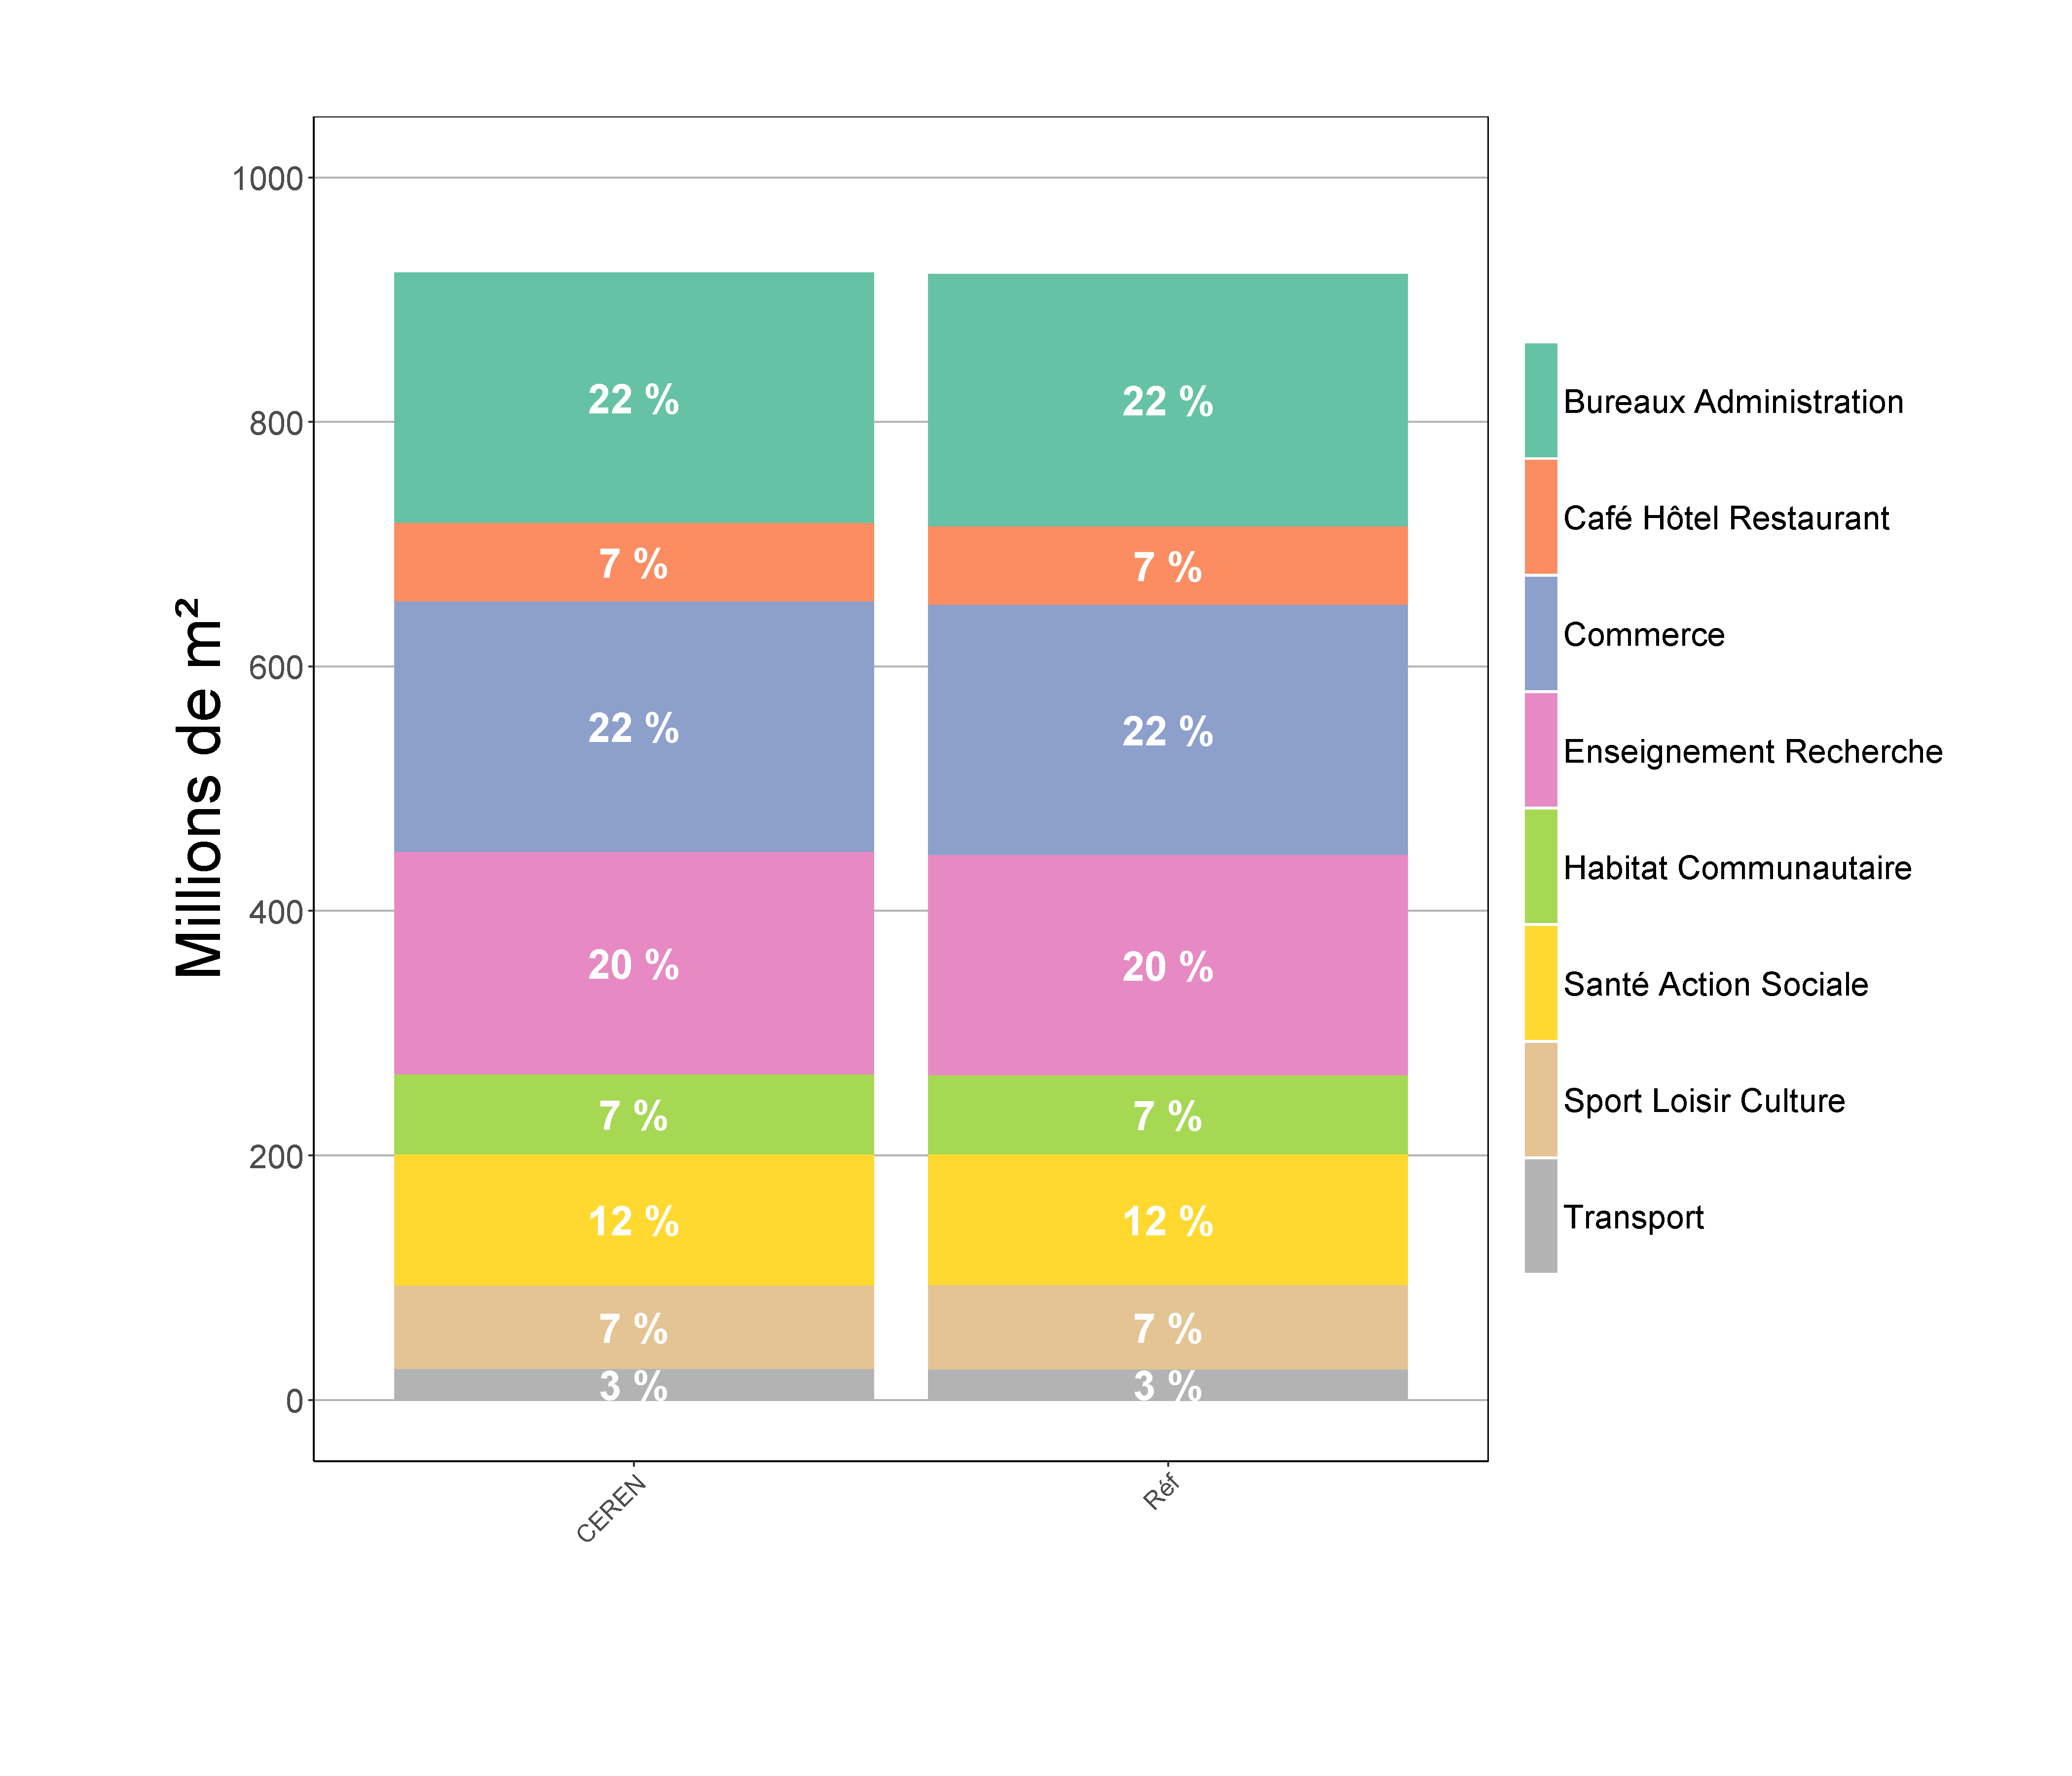 Millions de m²
1000
800
600
400
200
0
22 %
7 %
22 %
20 %
7 %
12 %
7 %
3 %
22 %
7 %
22 %
20 %
7 %
12 %
7 %
3 %
CEREN
Réf
Bureaux Administration
Café Hôtel Restaurant
Commerce
Enseignement Recherche
Habitat Communautaire
Santé Action Sociale
Sport Loisir Culture
Transport